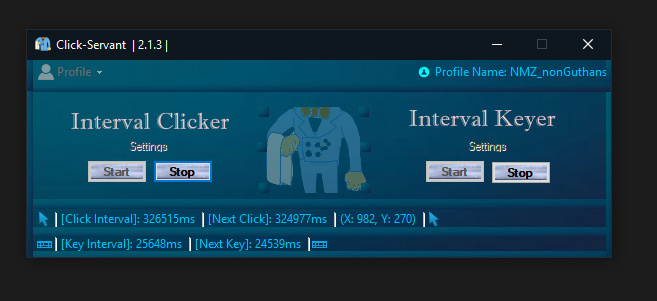 Click-Servant | 2.1.3 |
Profile
Profile Name: NMZ_nonGuthans
Interval Clicker
Settings
Start Stop
Interval Keyer
Settings
Start Stop
| [Click Interval]: 326515ms | [Next Click]: 324977ms | (X: 982, Y: 270) |
| [Key Interval]: 25648ms | [Next Key]: 24539ms |